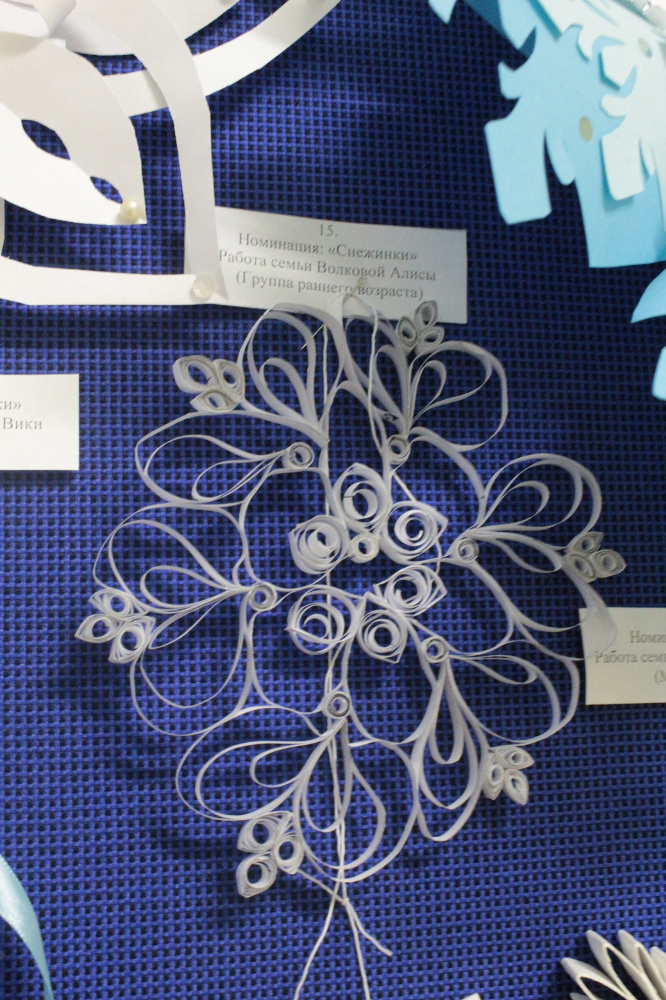 15.
Номинация: «Снежинки»
Работа семьи Волковой Алисы
(Группа раннего возраста)
ки»
Вики
Номи
Работа семь
(М